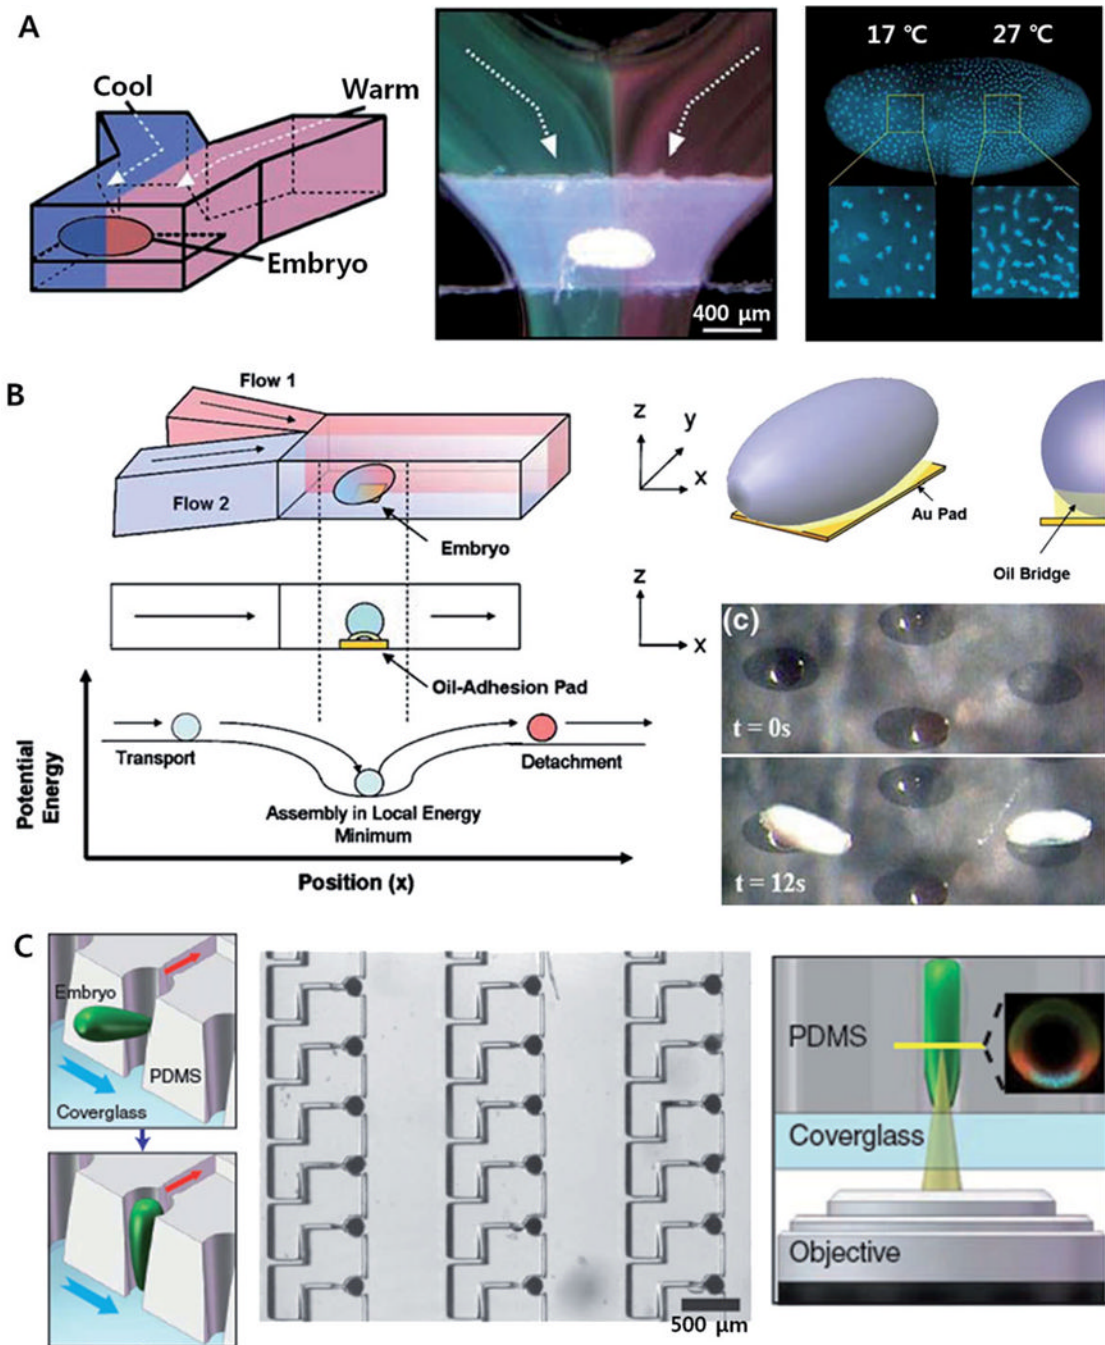 A
Cool
Warm
Embryo
400 μm
17 ℃
27 ℃
B
Flow 1
Flow 2
Embryo
Z
y
X
Au Pad
Oil Bridge
Z
X
Oil-Adhesion Pad
Transport
Detachment
Assembly in Local Energy
Minimum
Potential
Energy
Position (x)
(c)
t = 0s
t = 12s
C
Embryo
PDMS
Coverglass
500 μm
PDMS
Coverglass
Objective